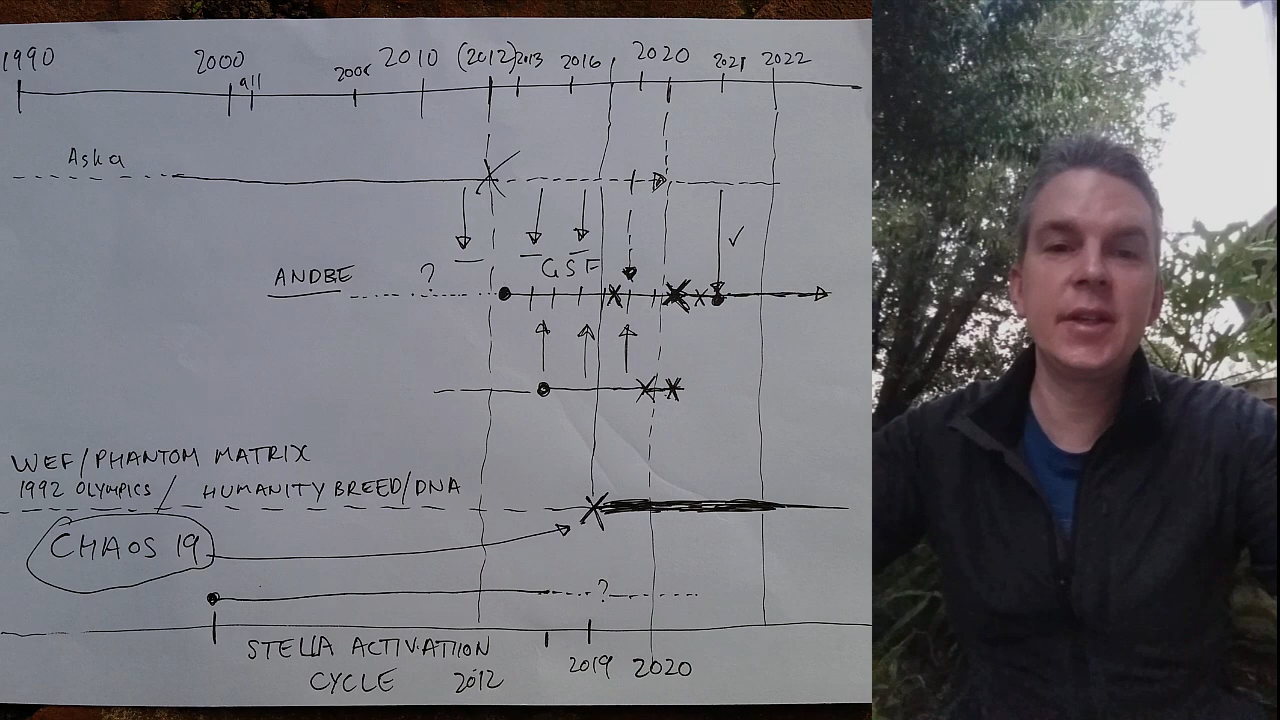 1990 2000 911 2006 2010 (2012) 2013 2016 2020 2021 2022
Aska
ANDBE ? GSF
WEF/PHANTOM MATRIX
1992 OLYMPICS / HUMANITY BREED/DNA
CHAOS 19
?
STELLA ACTIVATION
CYCLE 2012 2019 2020